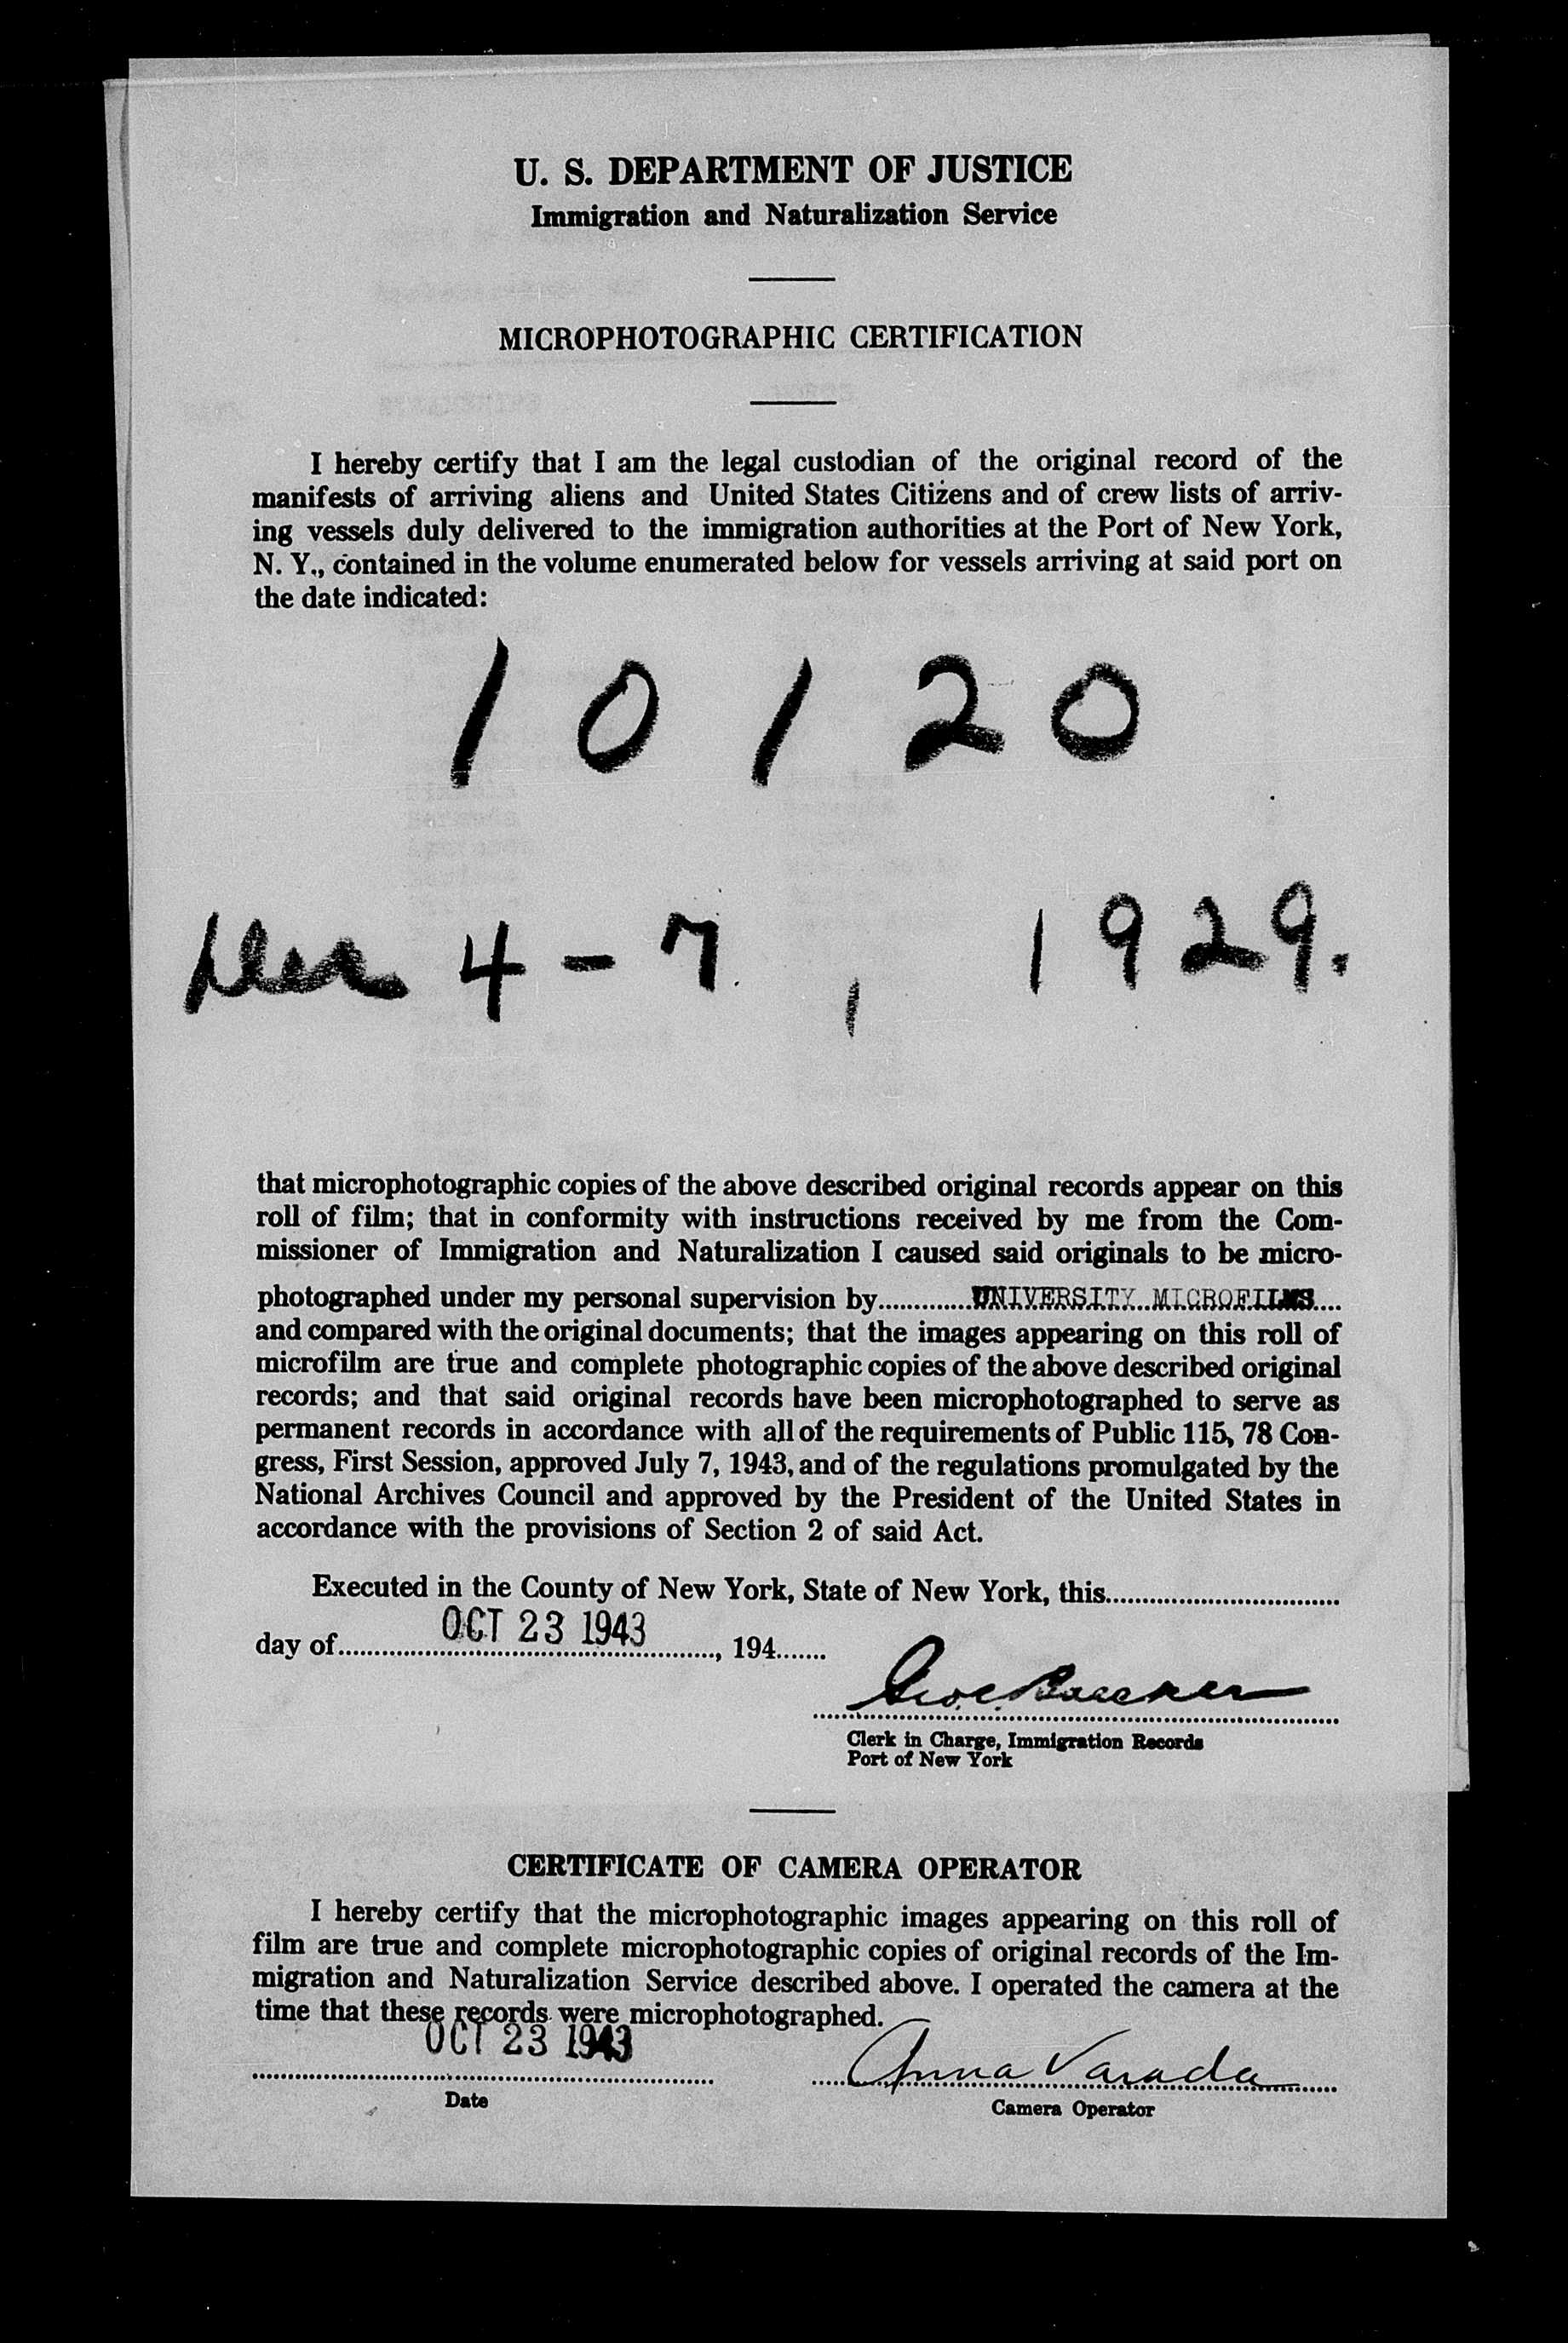 U. S. DEPARTMENT OF JUSTICE
Immigration and Naturalization Service
MICROPHOTOGRAPHIC CERTIFICATION
I hereby certify that I am the legal custodian of the original record of the
manifests of arriving aliens and United States Citizens and of crew lists of arriv-
ing vessels duly delivered to the immigration authorities at the Port of New York,
N. Y., contained in the volume enumerated below for vessels arriving at said port on
the date indicated:
10120
Dec 4-7, 1929.
that microphotographic copies of the above described original records appear on this
roll of film; that in conformity with instructions received by me from the Com-
missioner of Immigration and Naturalization I caused said originals to be micro-
photographed under my personal supervision by.............UNIVERSITY MICROFILMS....
and compared with the original documents; that the images appearing on this roll of
microfilm are true and complete photographic copies of the above described original
records; and that said original records have been microphotographed to serve as
permanent records in accordance with all of the requirements of Public 115, 78 Con-
gress, First Session, approved July 7, 1943, and of the regulations promulgated by the
National Archives Council and approved by the President of the United States in
accordance with the provisions of Section 2 of said Act.
Executed in the County of New York, State of New York, this................................
day of OCT 23 1943, 194.......
Clerk in Charge, Immigration Records
Port of New York
CERTIFICATE OF CAMERA OPERATOR
I hereby certify that the microphotographic images appearing on this roll of
film are true and complete microphotographic copies of original records of the Im-
migration and Naturalization Service described above. I operated the camera at the
time that these records were microphotographed.
OCT 23 1943
Anna Varada
Date
Camera Operator